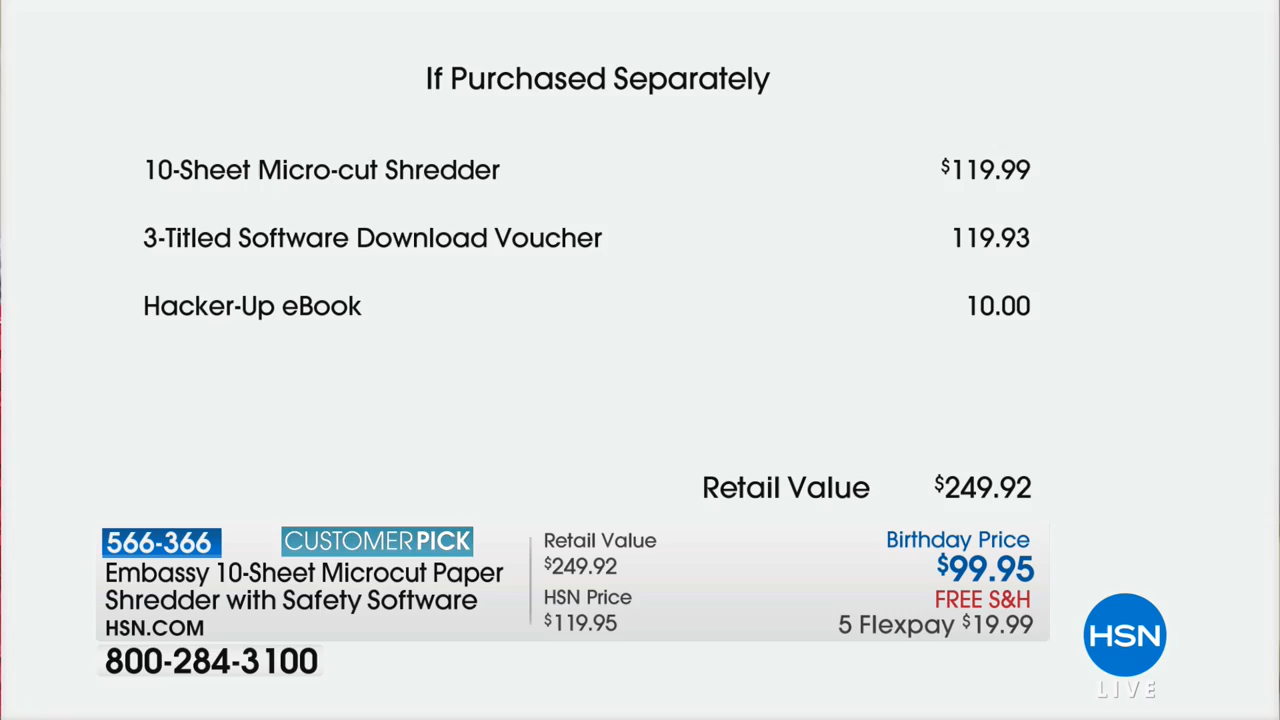 If Purchased Separately
10-Sheet Micro-cut Shredder $119.99
3-Titled Software Download Voucher 119.93
Hacker-Up eBook 10.00
Retail Value $249.92
566-366 CUSTOMERPICK
Embassy 10-Sheet Microcut Paper
Shredder with Safety Software
HSN.COM
800-284-3100
Retail Value
$249.92
HSN Price
$119.95
Birthday Price
$99.95
FREE S&H
5 Flexpay $19.99
HSN
LIVE